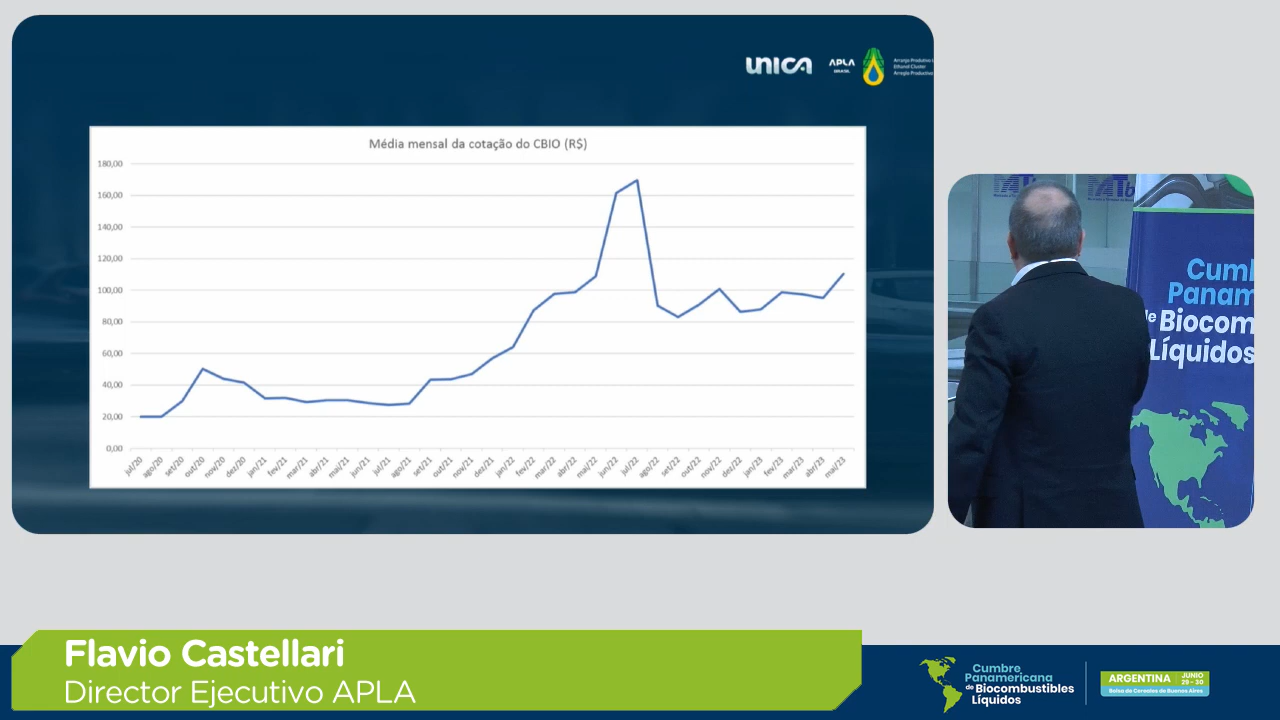 unica
APLA
BRASIL
Arranjo Produtivo
Ethanol Cluster
Arreglo Productivo
Média mensal da cotação do CBIO (R$)
180,00
160,00
140,00
120,00
100,00
80,00
60,00
40,00
20,00
0,00
jul/20 ago/20 set/20 out/20 nov/20 dez/20 jan/21 fev/21 mar/21 abr/21 mai/21 jun/21 jul/21 ago/21 set/21 out/21 nov/21 dez/21 jan/22 fev/22 mar/22 abr/22 mai/22 jun/22 jul/22 ago/22 set/22 out/22 nov/22 dez/22 jan/23 fev/23 mar/23 abr/23 mai/23
Cumb
Panam
de Biocom
Líquidos
Flavio Castellari
Director Ejecutivo APLA
Cumbre
Panamericana
de Biocombustibles
Líquidos
ARGENTINA
JUNIO
29 - 30
Bolsa de Cereales de Buenos Aires